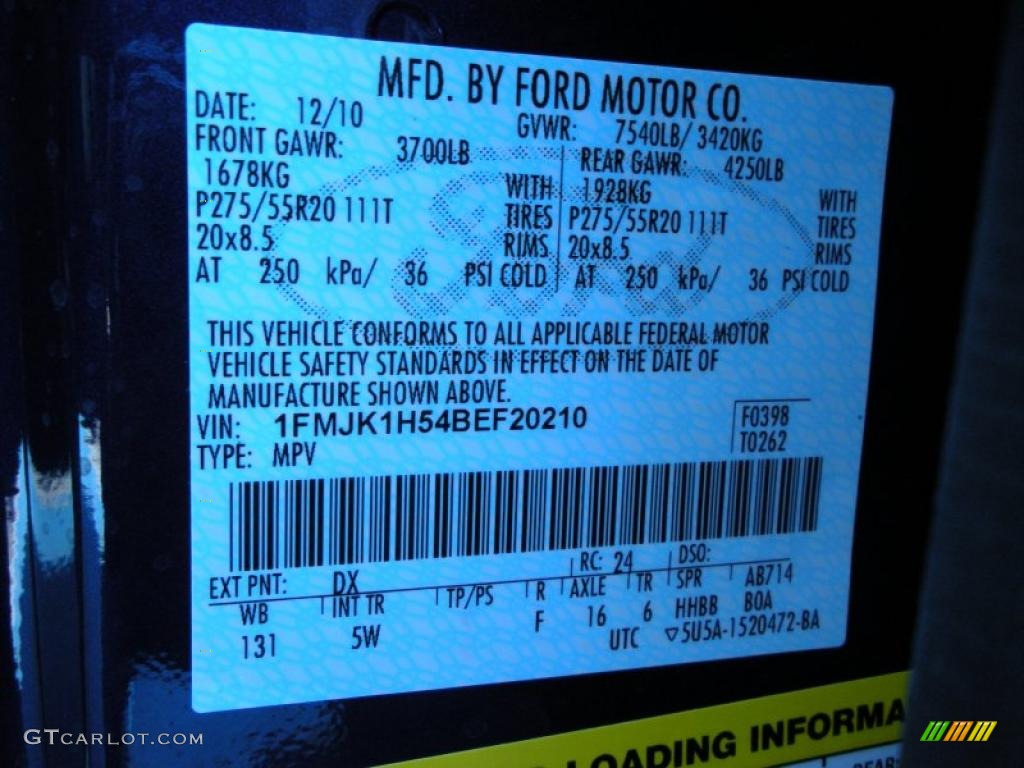 MFD. BY FORD MOTOR CO.
DATE: 12/10 GVWR: 7540LB/ 3420KG
FRONT GAWR: 3700LB REAR GAWR: 4250LB
1678KG WITH 1928KG WITH
P275/55R20 111T TIRES P275/55R20 111T TIRES
20x8.5 RIMS 20x8.5 RIMS
AT 250 kPa/ 36 PSI COLD AT 250 kPa/ 36 PSI COLD
THIS VEHICLE CONFORMS TO ALL APPLICABLE FEDERAL MOTOR
VEHICLE SAFETY STANDARDS IN EFFECT ON THE DATE OF
MANUFACTURE SHOWN ABOVE.
VIN: 1FMJK1H54BEF20210 F0398
TYPE: MPV T0262
EXT PNT: DX RC: 24 DSO:
WB INT TR TP/PS R AXLE TR SPR AB714
131 5W F 16 6 HHBB BOA
UTC ▽5U5A-1520472-BA
LOADING INFORMA
REAR:
GTCARLOT.COM